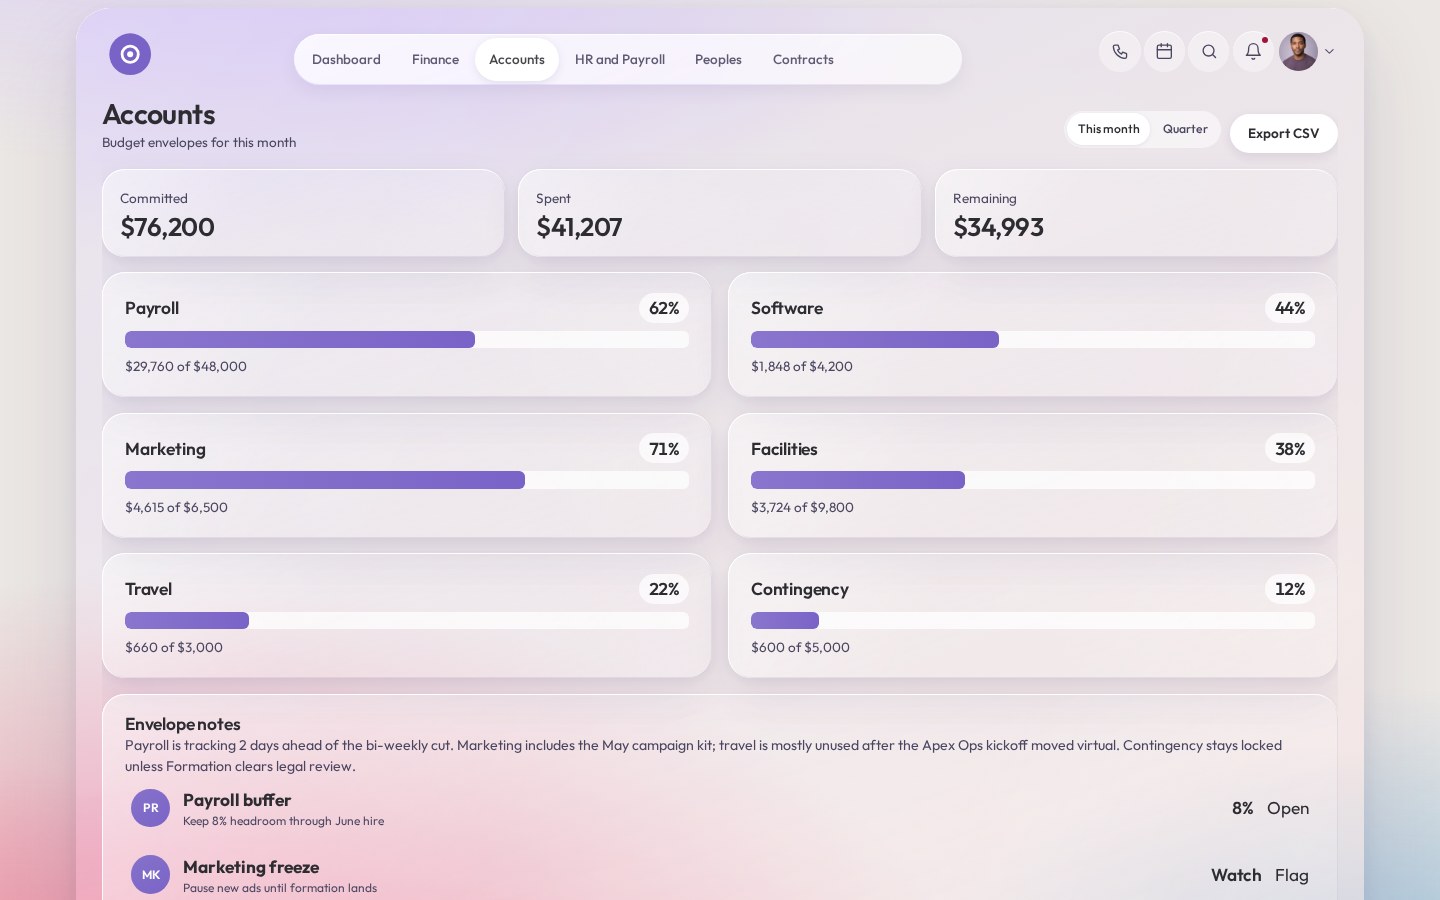 Dashboard Finance Accounts HR and Payroll Peoples Contracts
Accounts
Budget envelopes for this month
This month Quarter Export CSV
Committed
$76,200
Spent
$41,207
Remaining
$34,993
Payroll 62%
$29,760 of $48,000
Software 44%
$1,848 of $4,200
Marketing 71%
$4,615 of $6,500
Facilities 38%
$3,724 of $9,800
Travel 22%
$660 of $3,000
Contingency 12%
$600 of $5,000
Envelope notes
Payroll is tracking 2 days ahead of the bi-weekly cut. Marketing includes the May campaign kit; travel is mostly unused after the Apex Ops kickoff moved virtual. Contingency stays locked
unless Formation clears legal review.
PR Payroll buffer 8% Open
Keep 8% headroom through June hire
MK Marketing freeze Watch Flag
Pause new ads until formation lands